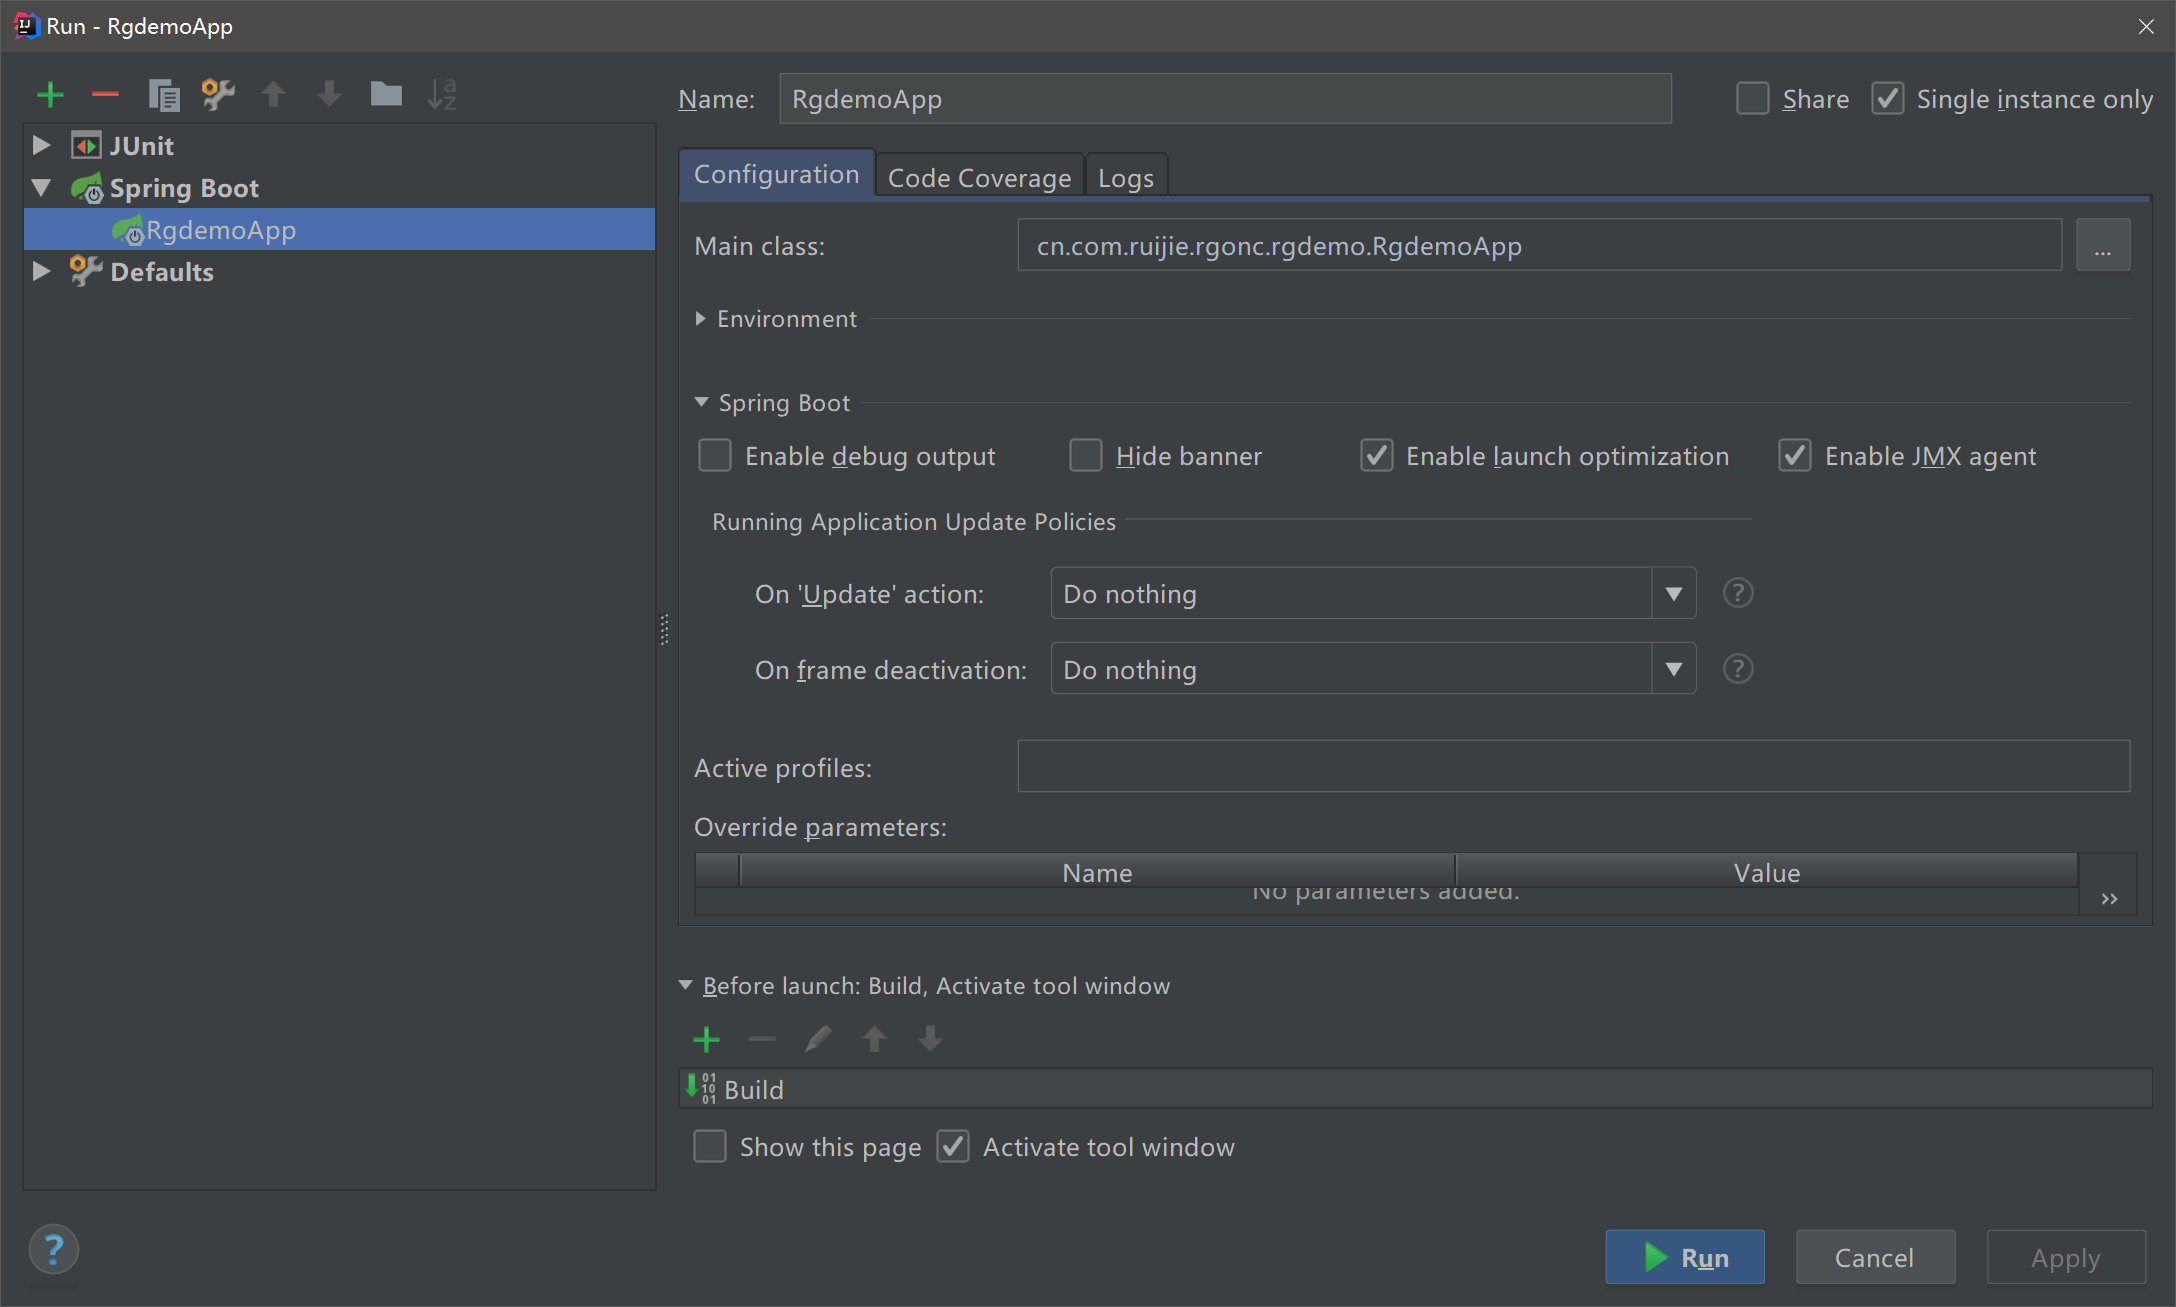 Run - RgdemoApp
JUnit
Spring Boot
RgdemoApp
Defaults
Name: RgdemoApp Share Single instance only
Configuration Code Coverage Logs
Main class: cn.com.ruijie.rgonc.rgdemo.RgdemoApp ...
Environment
Spring Boot
Enable debug output Hide banner Enable launch optimization Enable JMX agent
Running Application Update Policies
On 'Update' action: Do nothing ?
On frame deactivation: Do nothing ?
Active profiles:
Override parameters:
Name Value
No parameters added.
Before launch: Build, Activate tool window
Build
Show this page Activate tool window
? Run Cancel Apply